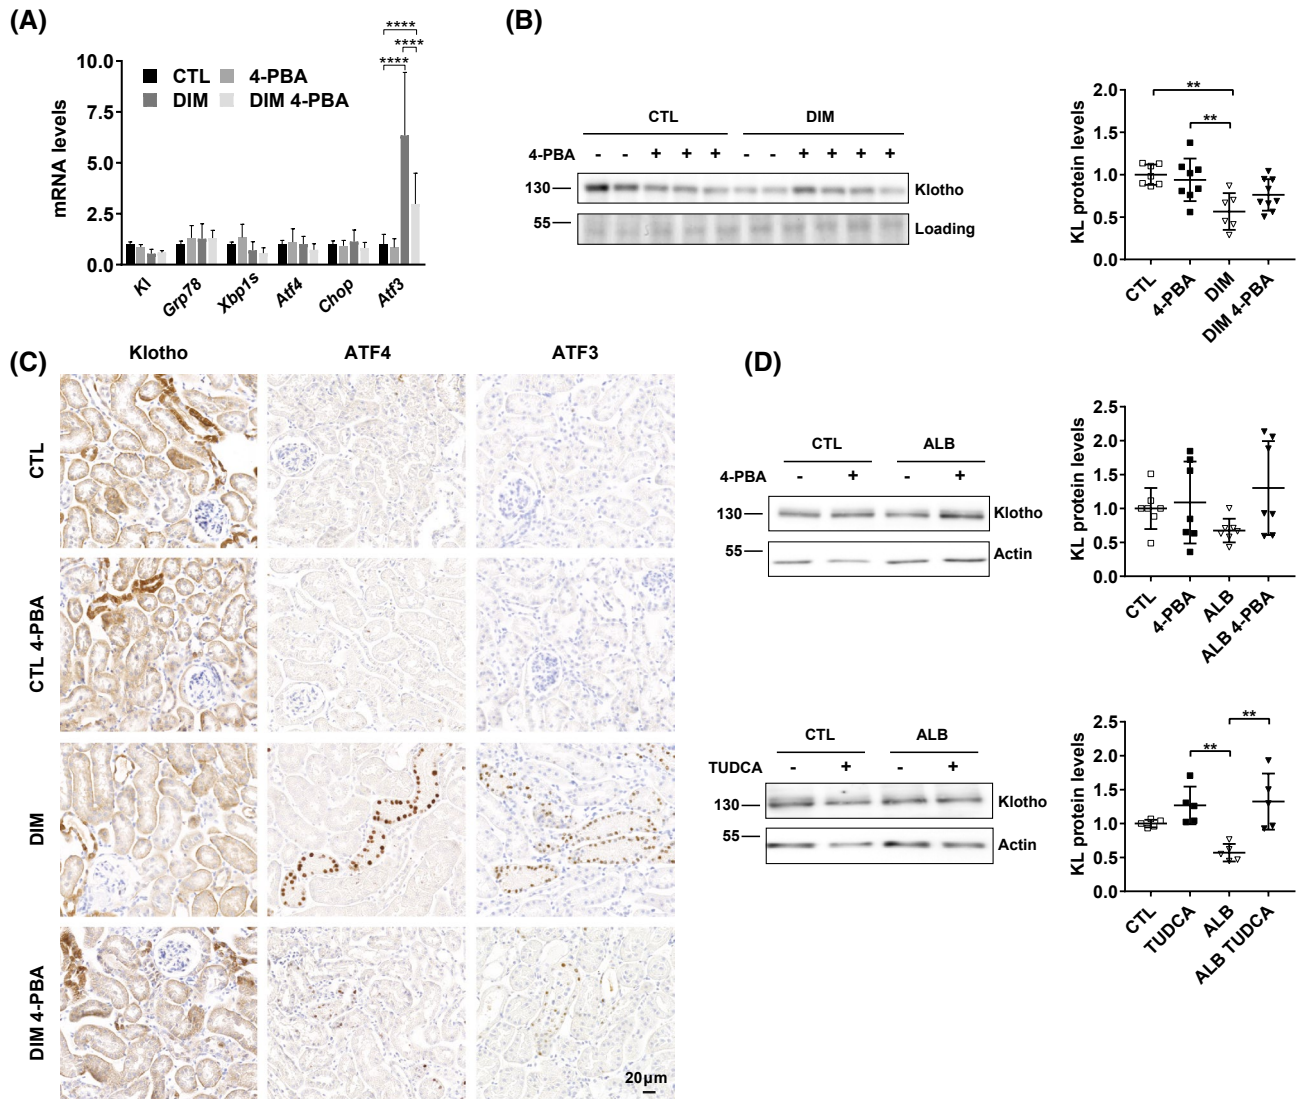 (A)
****
****
****
mRNA levels
10.0
7.5
5.0
2.5
0.0
CTL 4-PBA
DIM DIM 4-PBA
Kl Grp78 Xbp1s Atf4 Chop Atf3
(B)
CTL DIM
4-PBA - - + + + - - + + + +
130 Klotho
55 Loading
KL protein levels
2.0
1.5
1.0
0.5
0.0
**
**
CTL 4-PBA DIM DIM 4-PBA
(C)
Klotho ATF4 ATF3
CTL
CTL 4-PBA
DIM
DIM 4-PBA
20µm
(D)
CTL ALB
4-PBA - + - +
130 Klotho
55 Actin
KL protein levels
2.5
2.0
1.5
1.0
0.5
0.0
CTL 4-PBA ALB ALB 4-PBA
CTL ALB
TUDCA - + - +
130 Klotho
55 Actin
KL protein levels
2.5
2.0
1.5
1.0
0.5
0.0
**
**
CTL TUDCA ALB ALB TUDCA